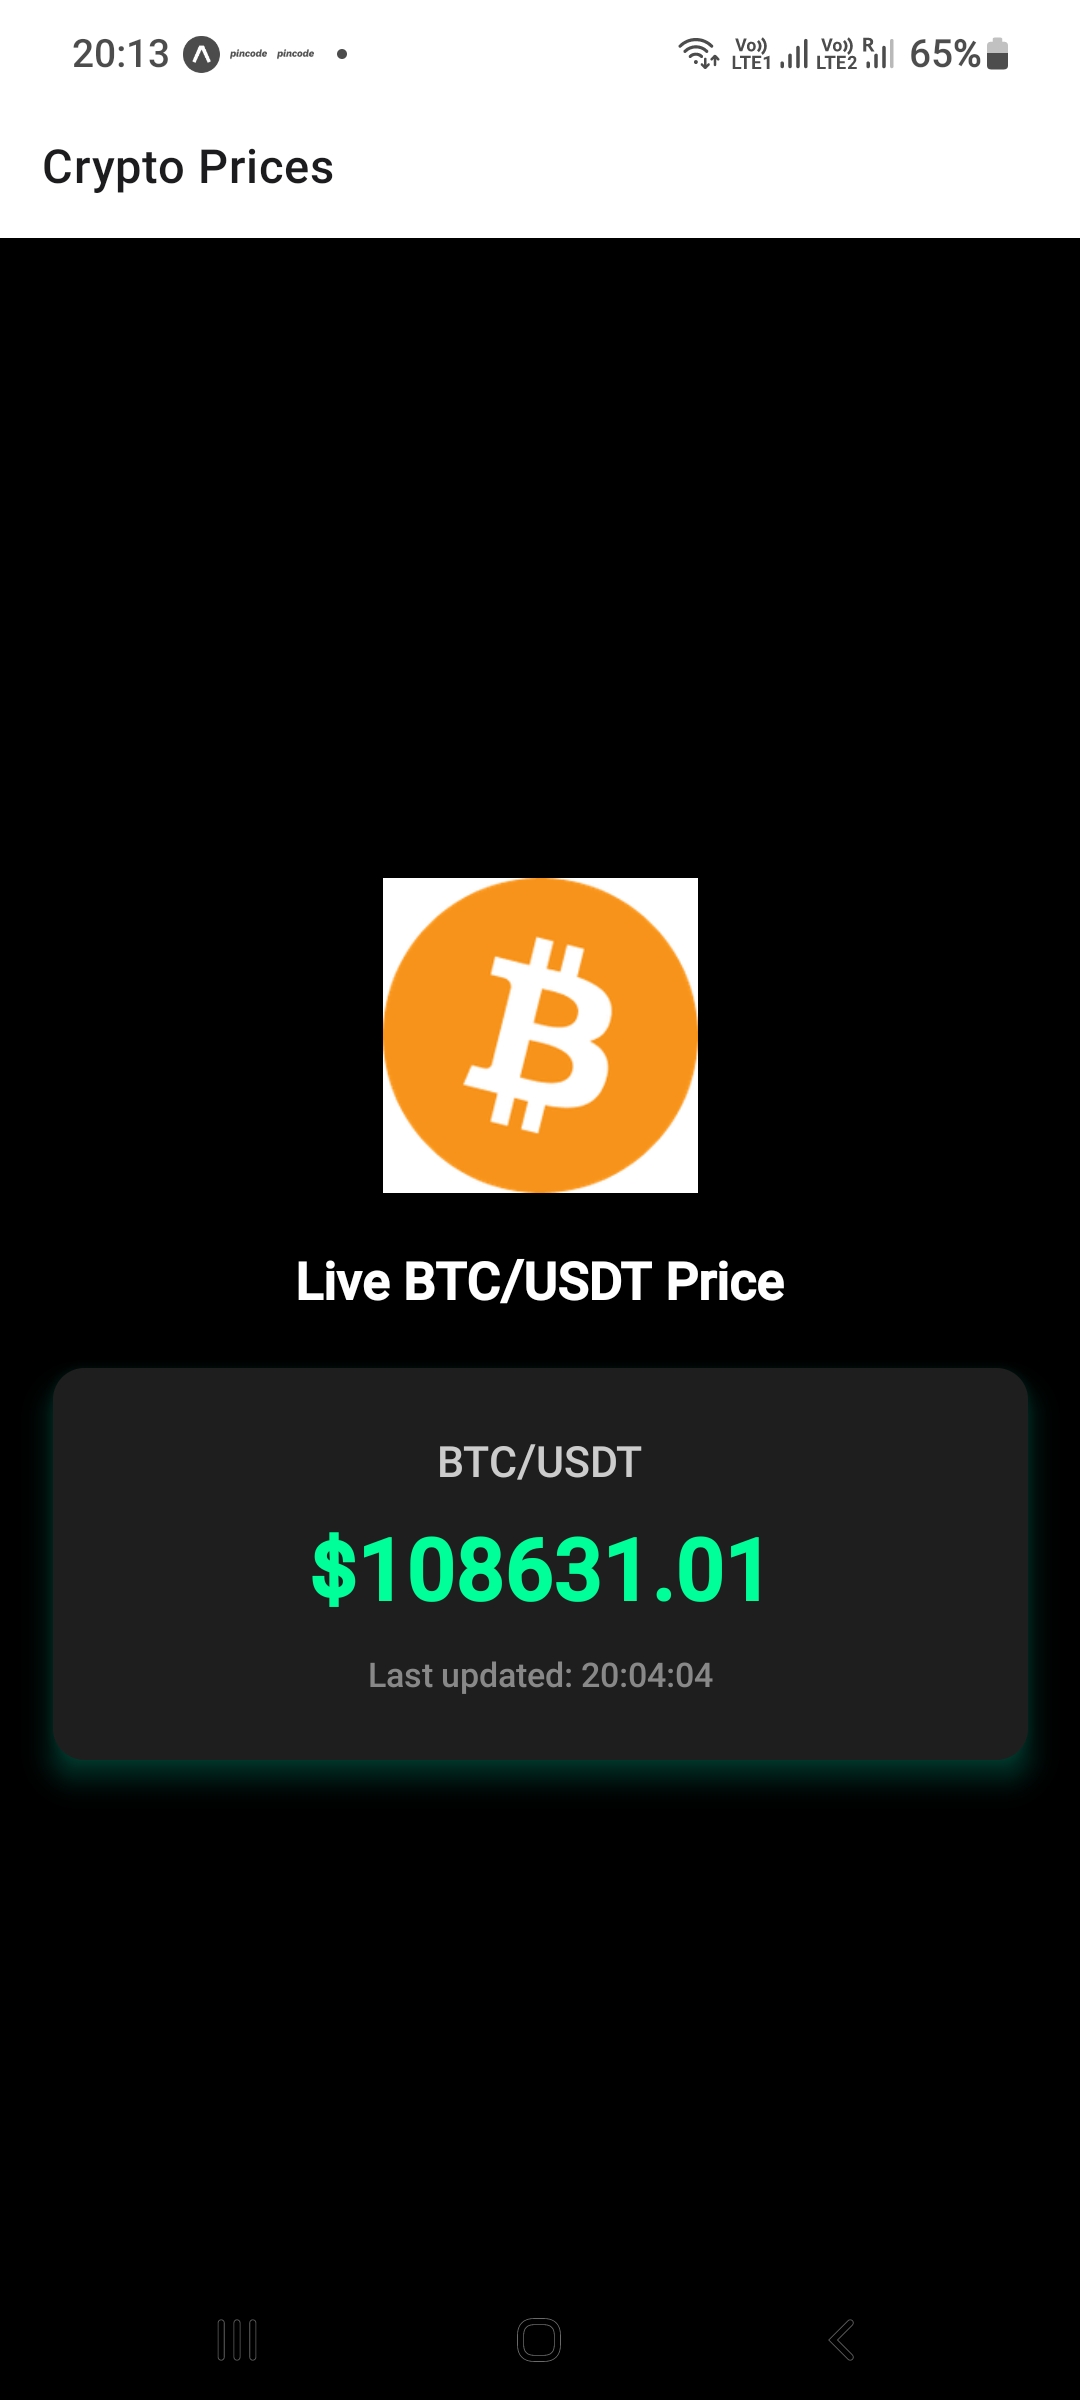 20:13 pincode pincode Vo)) LTE1 Vo)) LTE2 R 65%
Crypto Prices
Live BTC/USDT Price
BTC/USDT
$108631.01
Last updated: 20:04:04